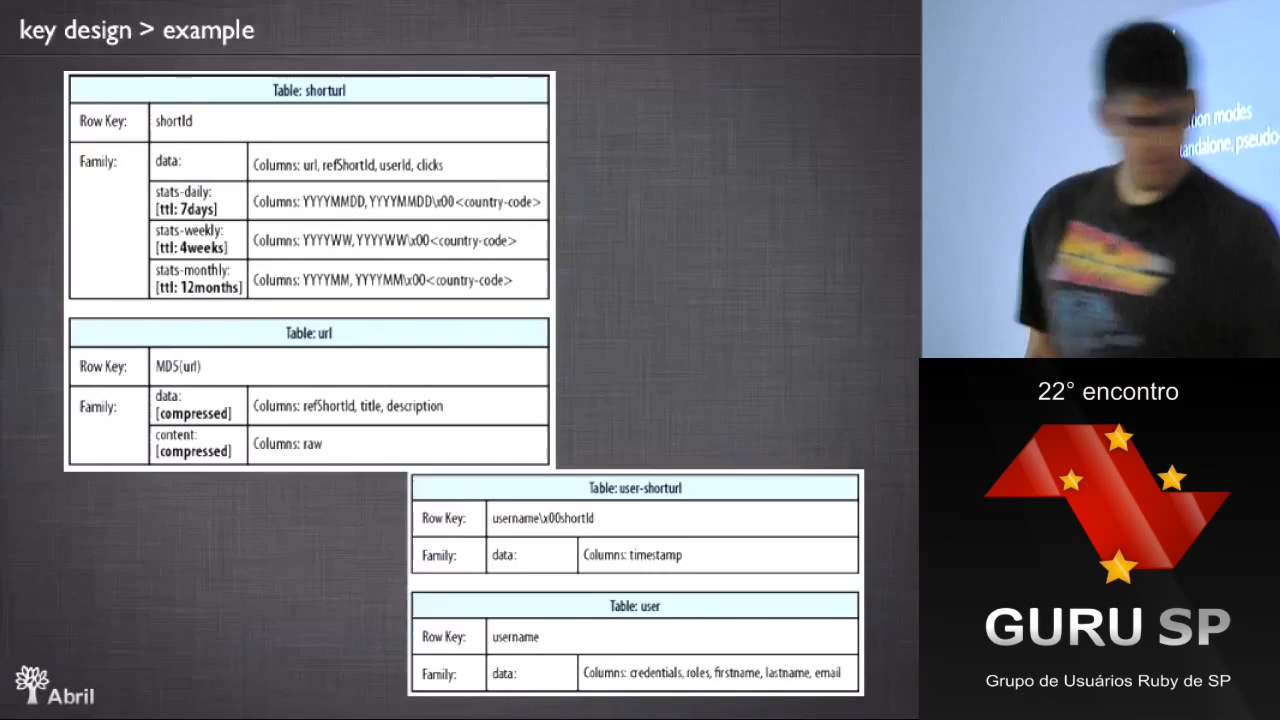 key design > example
Table: shorturl
Row Key: shortId
Family: data: Columns: url, refShortId, userId, clicks
stats-daily:
[ttl: 7days] Columns: YYYYMMDD, YYYYMMDD\x00<country-code>
stats-weekly:
[ttl: 4weeks] Columns: YYYYWW, YYYYWW\x00<country-code>
stats-monthly:
[ttl: 12months] Columns: YYYYMM, YYYYMM\x00<country-code>
Table: url
Row Key: MD5(url)
Family: data:
[compressed] Columns: refShortId, title, description
content:
[compressed] Columns: raw
Table: user-shorturl
Row Key: username\x00shortId
Family: data: Columns: timestamp
Table: user
Row Key: username
Family: data: Columns: credentials, roles, firstname, lastname, email
Abril
modes
pseudo-
22° encontro
GURU SP
Grupo de Usuários Ruby de SP